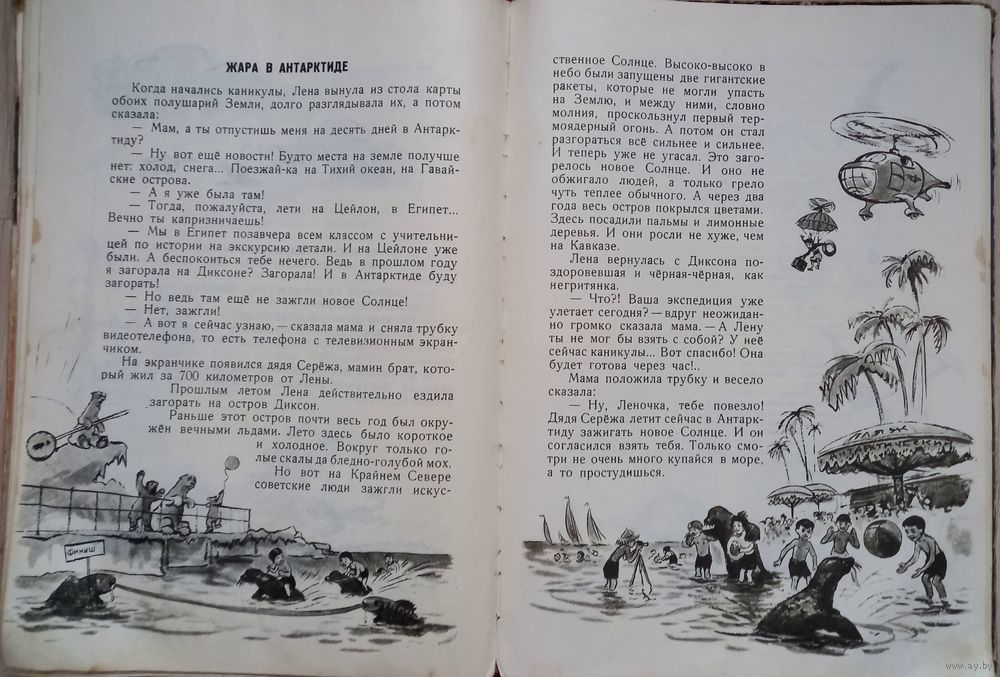 ЖАРА В АНТАРКТИДЕ
Когда начались каникулы, Лена вынула из стола карты
обоих полушарий Земли, долго разглядывала их, а потом
сказала:
— Мам, а ты отпустишь меня на десять дней в Антарк-
тиду?
— Ну вот ещё новости! Будто места на земле получше
нет: холод, снега... Поезжай-ка на Тихий океан, на Гавай-
ские острова.
— А я уже была там!
— Тогда, пожалуйста, лети на Цейлон, в Египет...
Вечно ты капризничаешь!
— Мы в Египет позавчера всем классом с учительни-
цей по истории на экскурсию летали. И на Цейлоне уже
были. А беспокоиться тебе нечего. Ведь в прошлом году
я загорала на Диксоне? Загорала! И в Антарктиде буду
загорать!
— Но ведь там ещё не зажгли новое Солнце!
— Нет, зажгли!
— А вот я сейчас узнаю, — сказала мама и сняла трубку
видеотелефона, то есть телефона с телевизионным экран-
чиком.
На экранчике появился дядя Серёжа, мамин брат, кото-
рый жил за 700 километров от Лены.
Прошлым летом Лена действительно ездила
загорать на остров Диксон.
Раньше этот остров почти весь год был окру-
жён вечными льдами. Лето здесь было короткое
и холодное. Вокруг только го-
лые скалы да бледно-голубой мох.
Но вот на Крайнем Севере
советские люди зажгли искус-
ФИНИШ
ственное Солнце. Высоко-высоко в
небо были запущены две гигантские
ракеты, которые не могли упасть
на Землю, и между ними, словно
молния, проскользнул первый тер-
моядерный огонь. А потом он стал
разгораться всё сильнее и сильнее.
И теперь уже не угасал. Это заго-
релось новое Солнце. И оно не
обжигало людей, а только грело
чуть теплее обычного. А через два
года весь остров покрылся цветами.
Здесь посадили пальмы и лимонные
деревья. И они росли не хуже, чем
на Кавказе.
Лена вернулась с Диксона по-
здоровевшая и чёрная-чёрная, как
негритянка.
— Что?! Ваша экспедиция уже
улетает сегодня? — вдруг неожидан-
но громко сказала мама. — А Лену
ты не мог бы взять с собой? У неё
сейчас каникулы... Вот спасибо! Она
будет готова через час!..
Мама положила трубку и весело
сказала:
— Ну, Леночка, тебе повезло!
Дядя Серёжа летит сейчас в Антарк-
тиду зажигать новое Солнце. И он
согласился взять тебя. Только смо-
три не очень много купайся в море,
а то простудишься.
ПЛЯЖ
АРКТИЧЕСКИЙ
www.ay.by